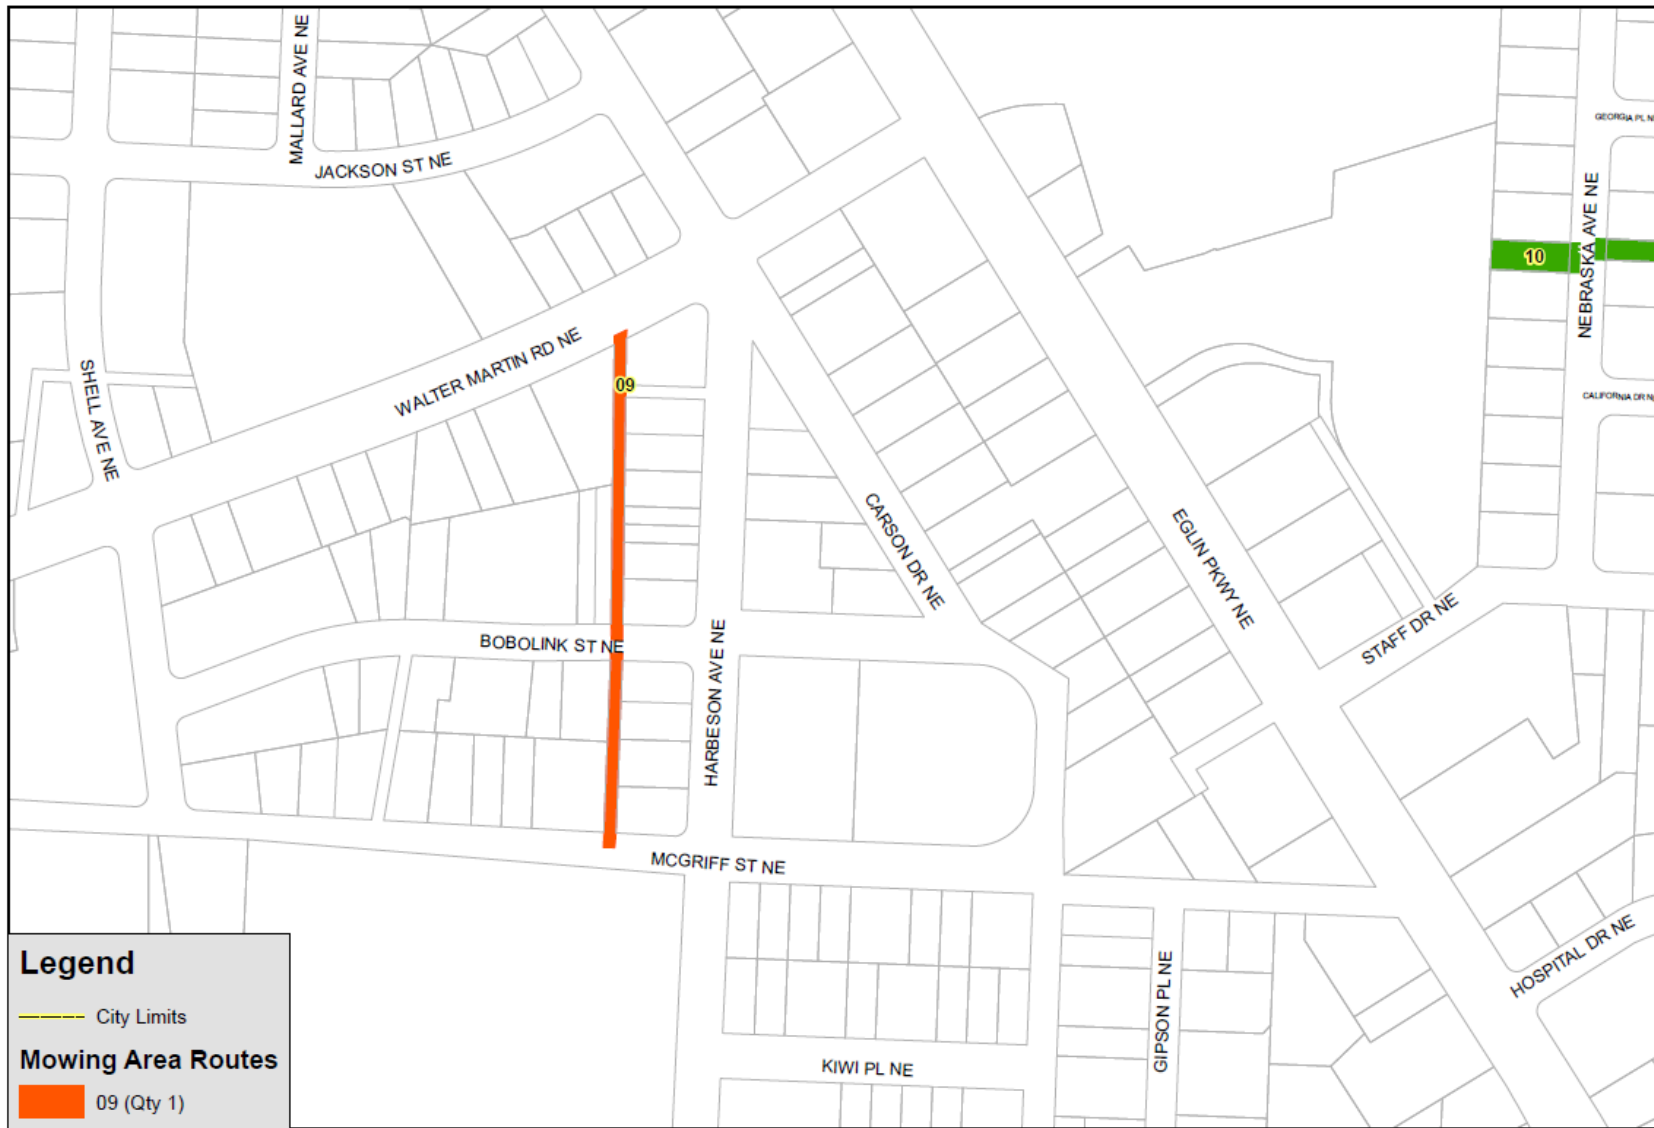 MALLARD AVE NE
JACKSON ST NE
GEORGIA PL N
NEBRASKA AVE NE
10
WALTER MARTIN RD NE
09
SHELL AVE NE
CALIFORNIA DR N
CARSON DR NE
EGLIN PKWY NE
BOBOLINK ST NE
HARBESON AVE NE
STAFF DR NE
MCGRIFF ST NE
HOSPITAL DR NE
GIPSON PL NE
KIWI PL NE
Legend
City Limits
Mowing Area Routes
09 (Qty 1)